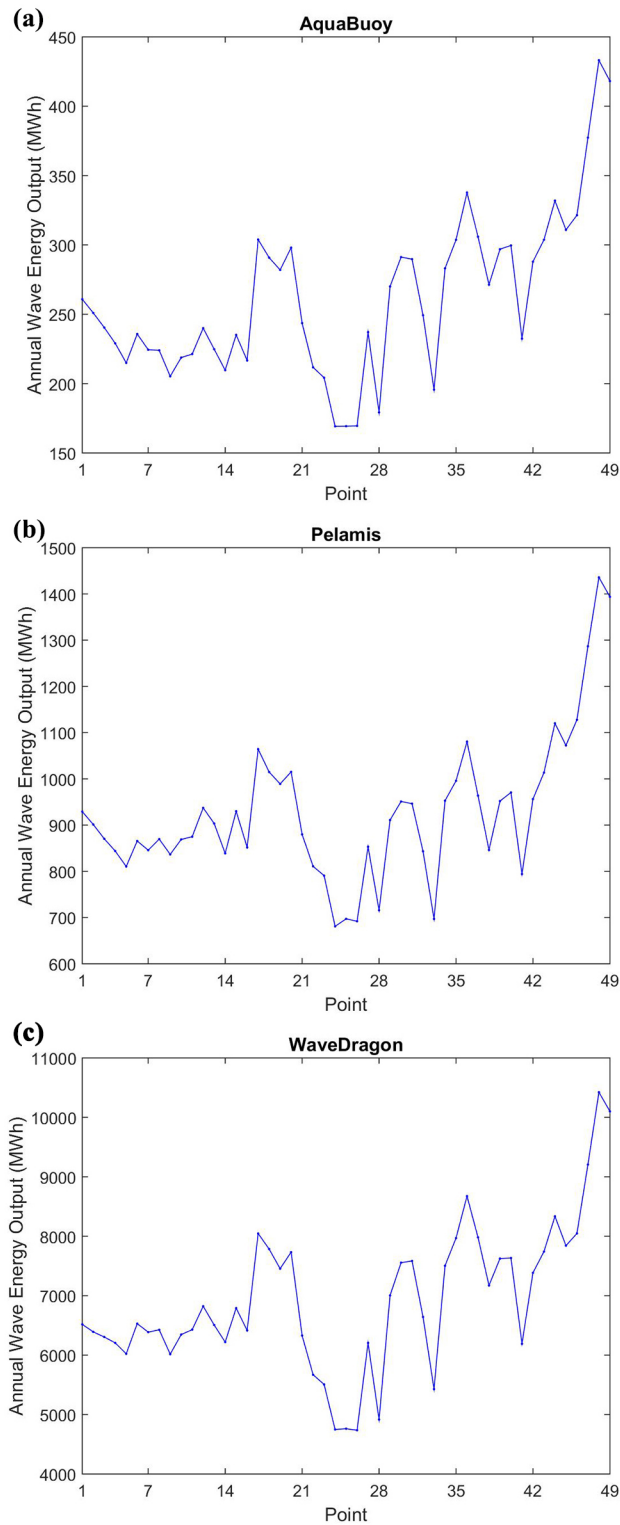 (a)
AquaBuoy
Annual Wave Energy Output (MWh)
450
400
350
300
250
200
150
1 7 14 21 28 35 42 49
Point
(b)
Pelamis
Annual Wave Energy Output (MWh)
1500
1400
1300
1200
1100
1000
900
800
700
600
1 7 14 21 28 35 42 49
Point
(c)
WaveDragon
Annual Wave Energy Output (MWh)
11000
10000
9000
8000
7000
6000
5000
4000
1 7 14 21 28 35 42 49
Point